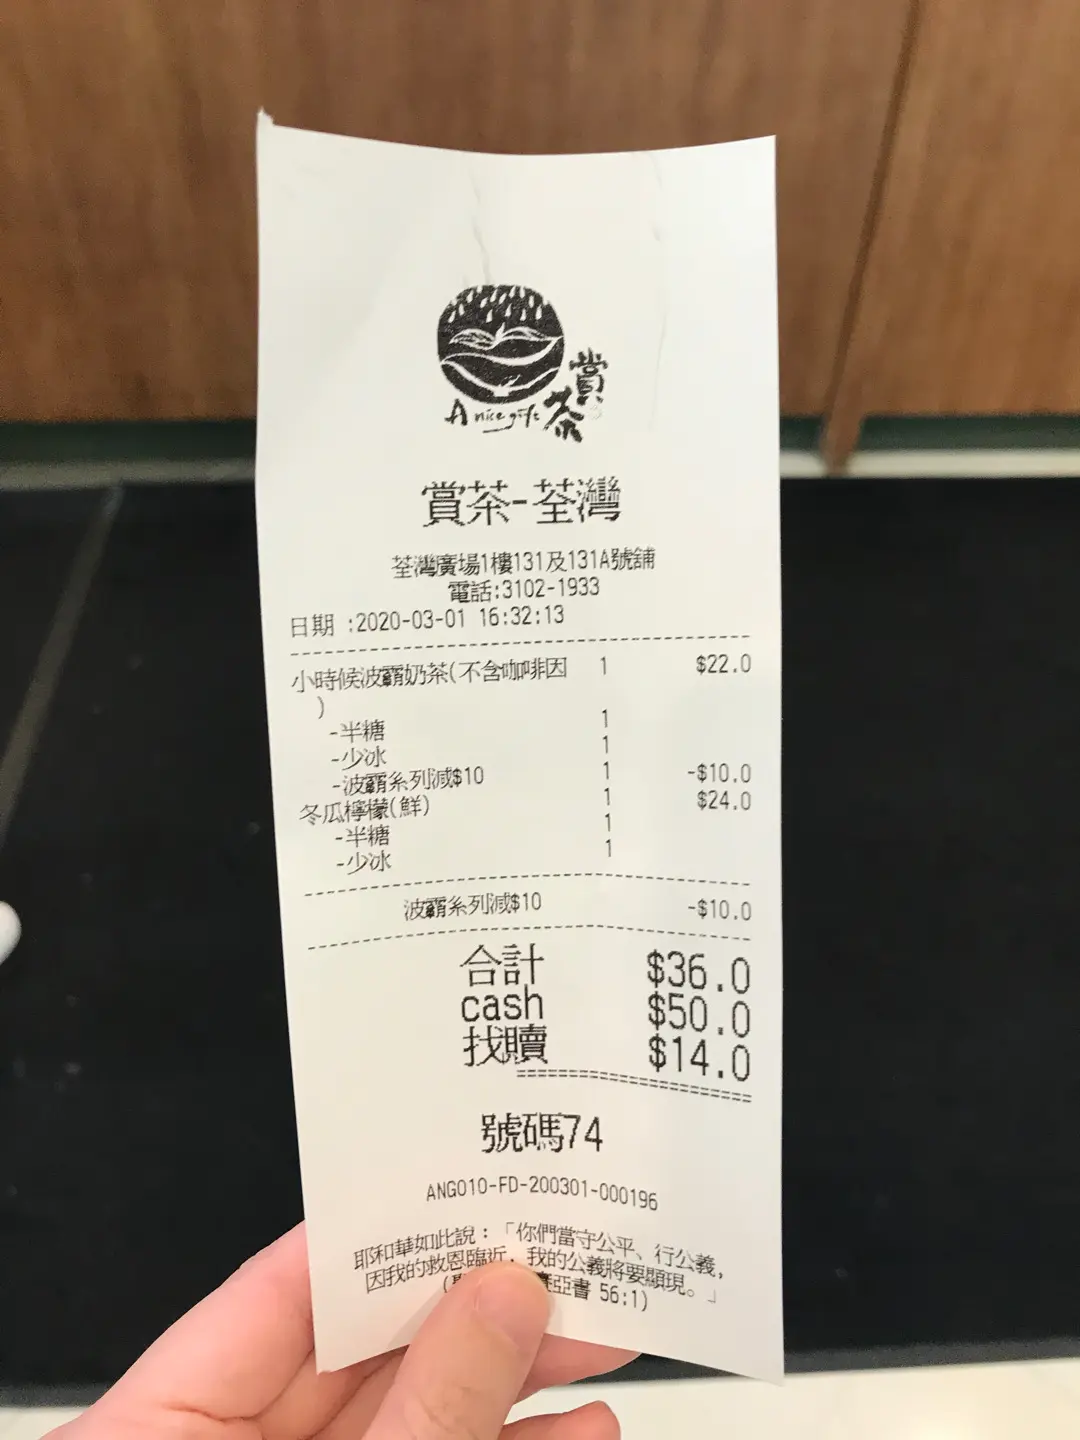 A nice gift
賞茶
賞茶-荃灣
荃灣廣場1樓131及131A號舖
電話:3102-1933
日期 :2020-03-01 16:32:13
小時候波霸奶茶(不含咖啡因 1 $22.0
)
-半糖 1
-少冰 1
-波霸系列減$10 1 -$10.0
冬瓜檸檬(鮮) 1 $24.0
-半糖 1
-少冰 1
波霸系列減$10 -$10.0
合計 $36.0
cash $50.0
找贖 $14.0
號碼74
ANG010-FD-200301-000196
耶和華如此說：「你們當守公平、行公義，
因我的救恩臨近，我的公義將要顯現。」
亞書 56:1)